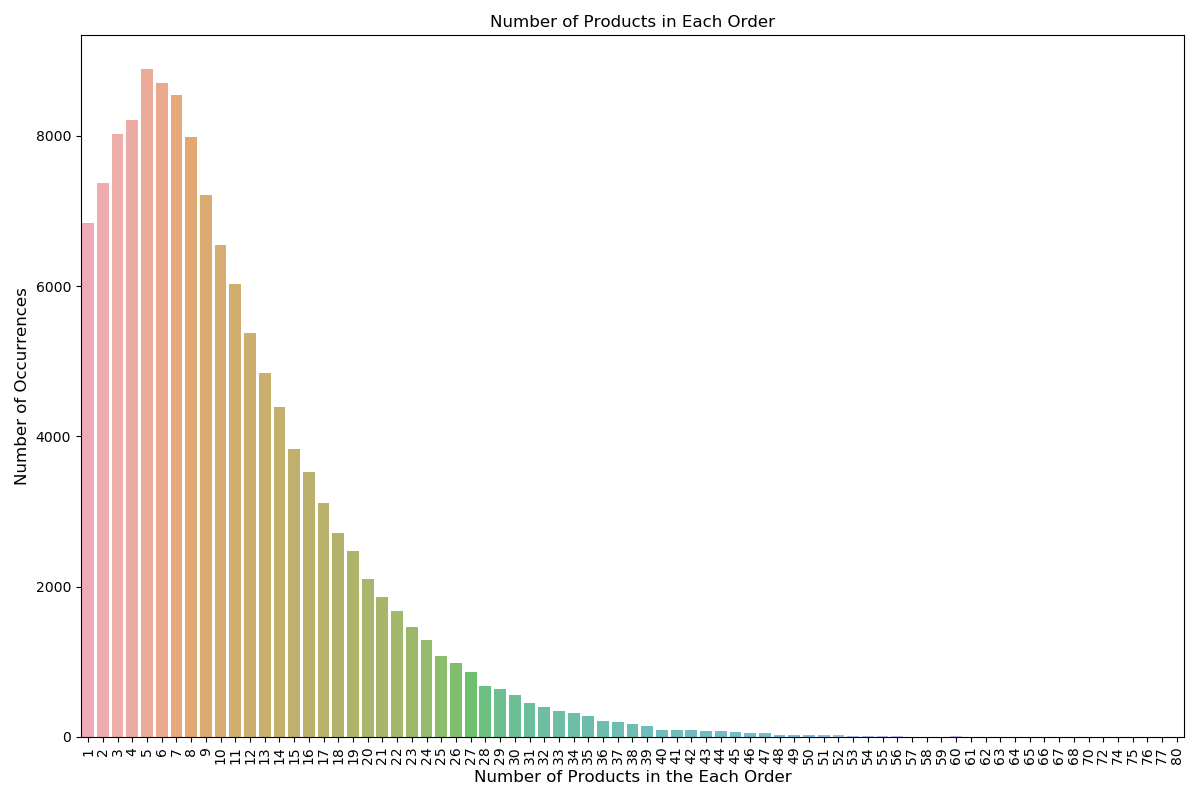 Number of Products in Each Order
Number of Occurrences
8000
6000
4000
2000
0
1 2 3 4 5 6 7 8 9 10 11 12 13 14 15 16 17 18 19 20 21 22 23 24 25 26 27 28 29 30 31 32 33 34 35 36 37 38 39 40 41 42 43 44 45 46 47 48 49 50 51 52 53 54 55 56 57 58 59 60 61 62 63 64 65 66 67 68 70 72 74 75 76 77 80
Number of Products in the Each Order